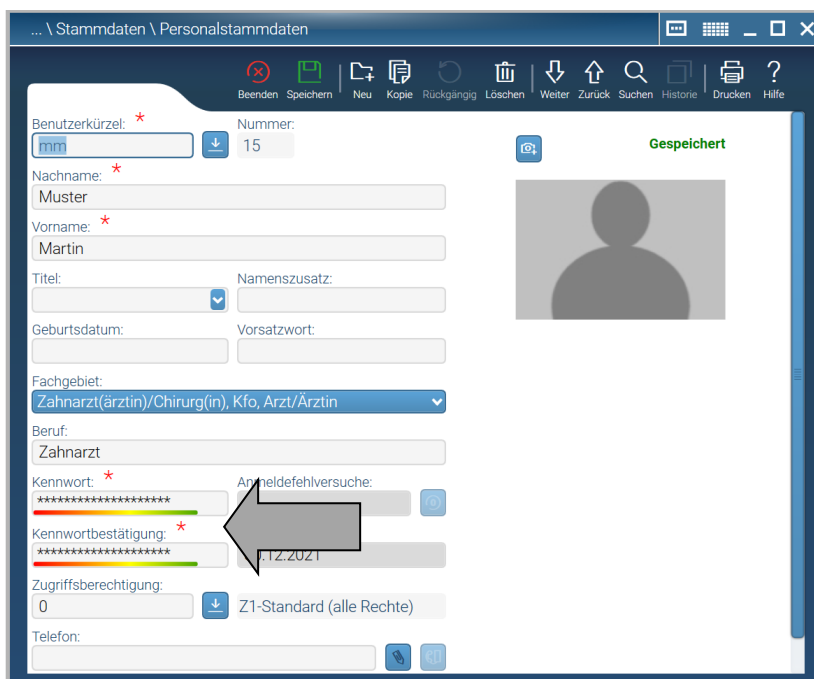 ... \ Stammdaten \ Personalstammdaten
Beenden Speichern Neu Kopie Rückgängig Löschen Weiter Zurück Suchen Historie Drucken Hilfe
Benutzerkürzel: * Nummer:
mm 15
Gespeichert
Nachname: *
Muster
Vorname: *
Martin
Titel: Namenszusatz:
Geburtsdatum: Vorsatzwort:
Fachgebiet:
Zahnarzt(ärztin)/Chirurg(in), Kfo, Arzt/Ärztin
Beruf:
Zahnarzt
Kennwort: * Anmeldefehlversuche:
********************
Kennwortbestätigung: *
******************** .12.2021
Zugriffsberechtigung:
0 Z1-Standard (alle Rechte)
Telefon: